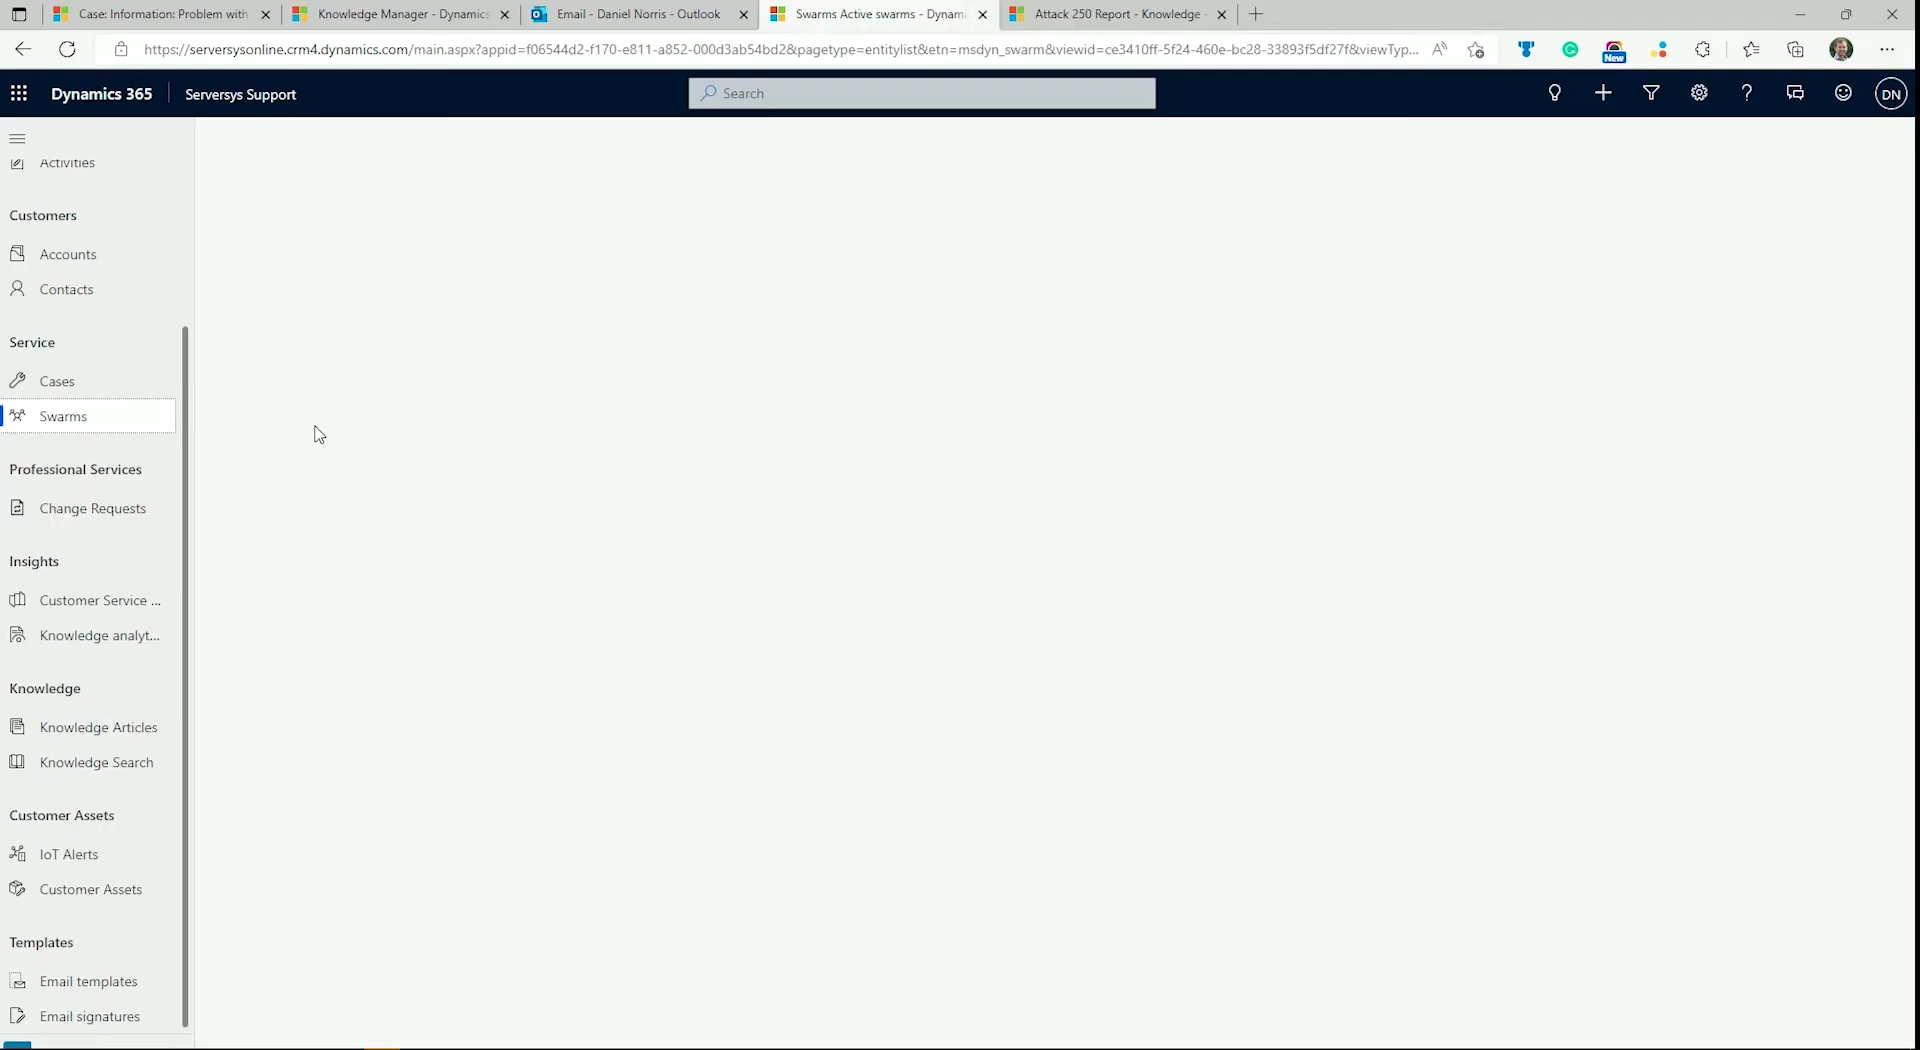 Case: Information: Problem with
Knowledge Manager - Dynamics
Email - Daniel Norris - Outlook
Swarms Active swarms - Dynami
Attack 250 Report - Knowledge -
https://serversysonline.crm4.dynamics.com/main.aspx?appid=f06544d2-f170-e811-a852-000d3ab54bd2&pagetype=entitylist&etn=msdyn_swarm&viewid=ce3410ff-5f24-460e-bc28-33893f5df27f&viewTyp...
New
Dynamics 365
Serversys Support
Search
DN
Activities
Customers
Accounts
Contacts
Service
Cases
Swarms
Professional Services
Change Requests
Insights
Customer Service ...
Knowledge analyt...
Knowledge
Knowledge Articles
Knowledge Search
Customer Assets
IoT Alerts
Customer Assets
Templates
Email templates
Email signatures